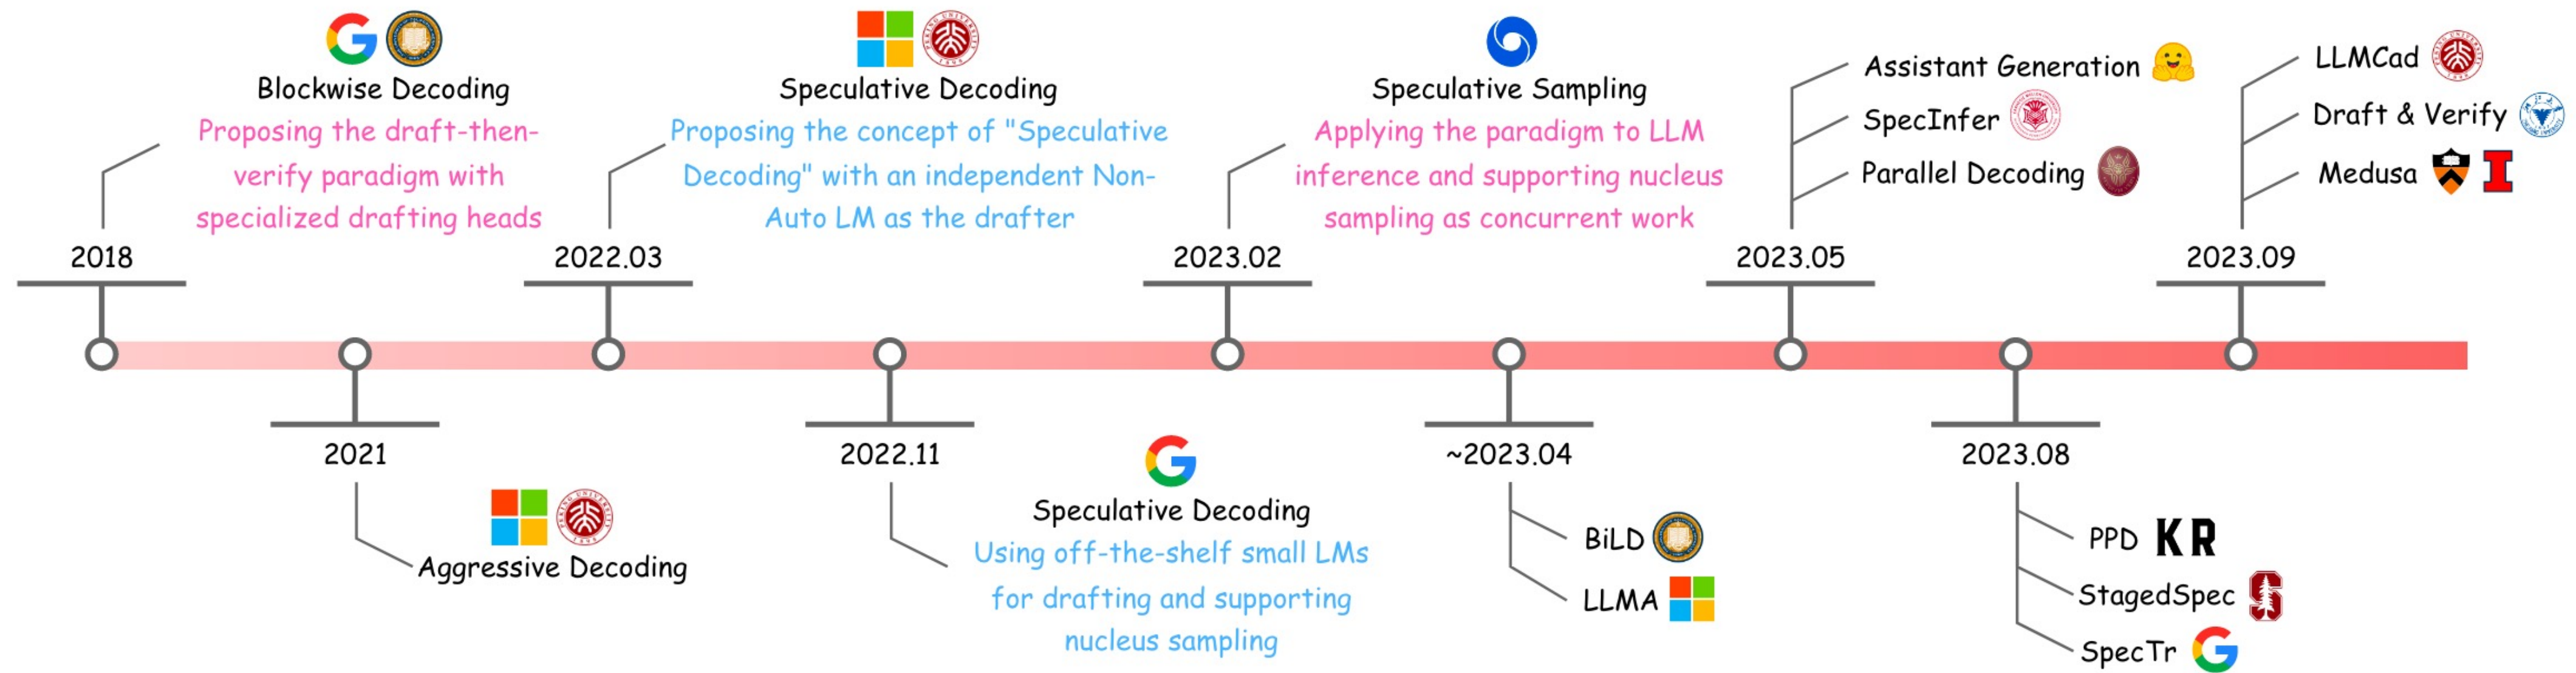 Blockwise Decoding
Proposing the draft-then-
verify paradigm with
specialized drafting heads
2018
2021
Aggressive Decoding
Speculative Decoding
Proposing the concept of "Speculative
Decoding" with an independent Non-
Auto LM as the drafter
2022.03
2022.11
Speculative Decoding
Using off-the-shelf small LMs
for drafting and supporting
nucleus sampling
Speculative Sampling
Applying the paradigm to LLM
inference and supporting nucleus
sampling as concurrent work
2023.02
~2023.04
BiLD
LLMA
Assistant Generation
SpecInfer
Parallel Decoding
2023.05
2023.08
PPD KR
StagedSpec
SpecTr
LLMCad
Draft & Verify
Medusa
2023.09